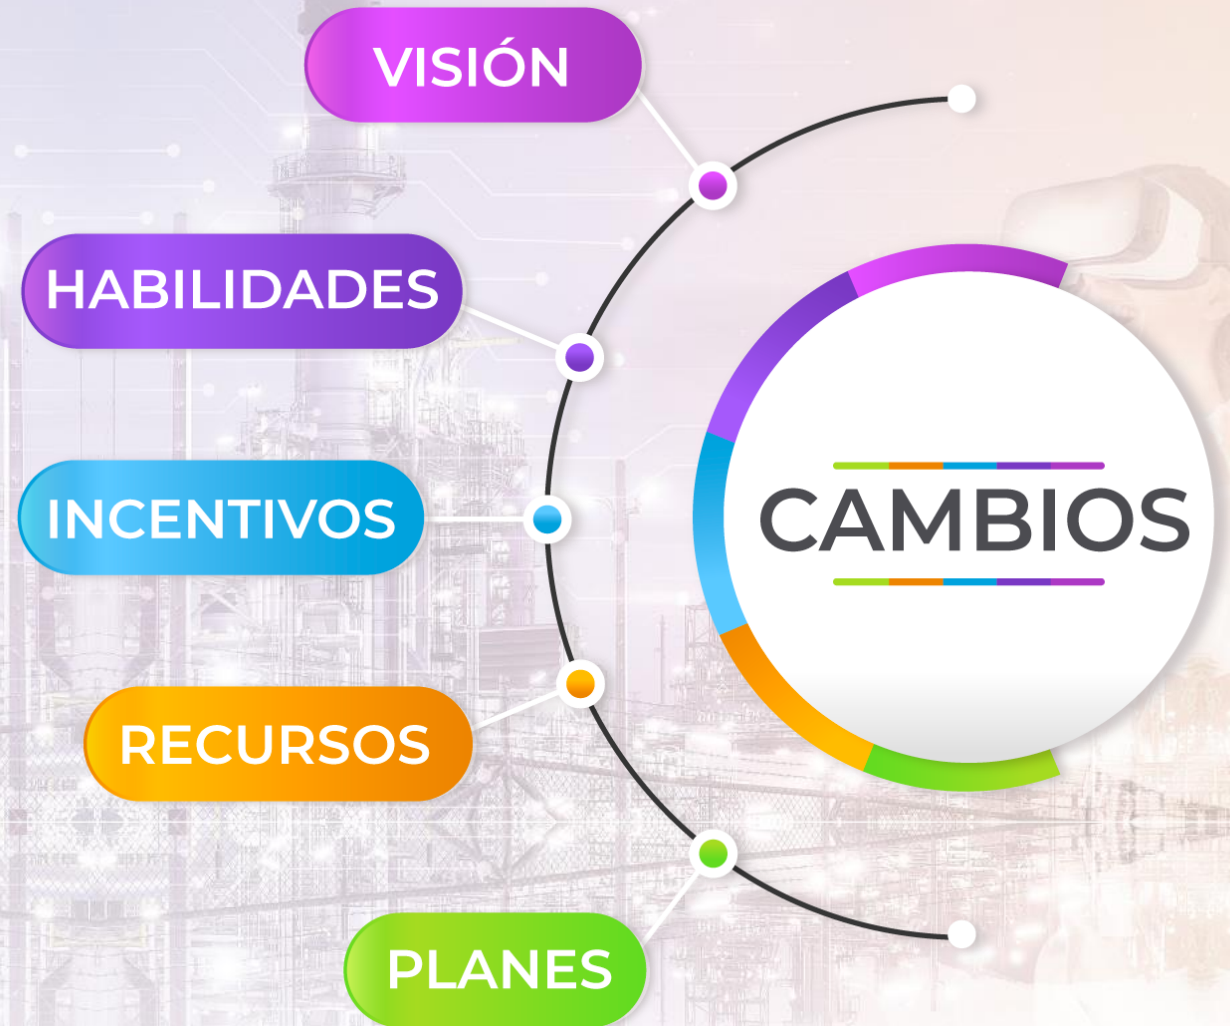 VISIÓN
HABILIDADES
INCENTIVOS
RECURSOS
PLANES
CAMBIOS